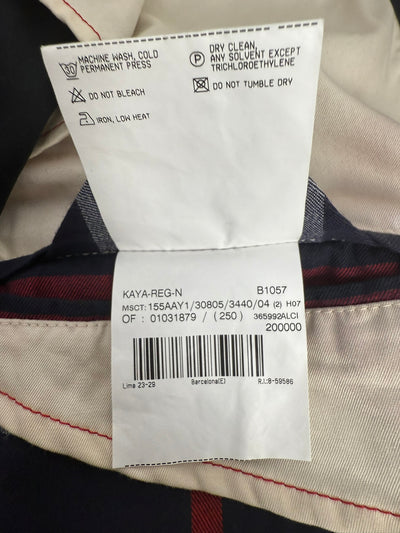 MACHINE WASH, COLD
PERMANENT PRESS
30
DO NOT BLEACH
IRON, LOW HEAT
DRY CLEAN,
ANY SOLVENT EXCEPT
TRICHLOROETHYLENE
P
DO NOT TUMBLE DRY
KAYA-REG-N B1057
MSCT: 155AAY1/30805/3440/04 (2) H07
OF : 01031879 / (250) 365992ALCI
200000
Lima 23-29 Barcelona(E) R.I.:8-59586